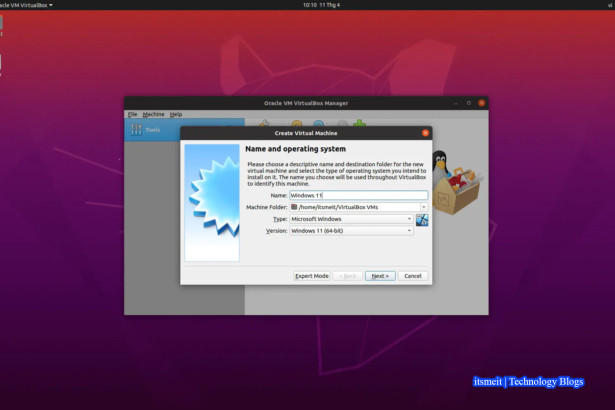 acle VM VirtualBox
10:10 11 Thg 4
vi
Oracle VM VirtualBox Manager
File Machine Help
Tools
Create Virtual Machine
Name and operating system
Please choose a descriptive name and destination folder for the new
virtual machine and select the type of operating system you intend to
install on it. The name you choose will be used throughout VirtualBox
to identify this machine.
Name: Windows 11
Machine Folder: /home/itsmeit/VirtualBox VMs
Type: Microsoft Windows
Version: Windows 11 (64-bit)
Expert Mode < Back Next > Cancel
itsmeit | Technology Blogs